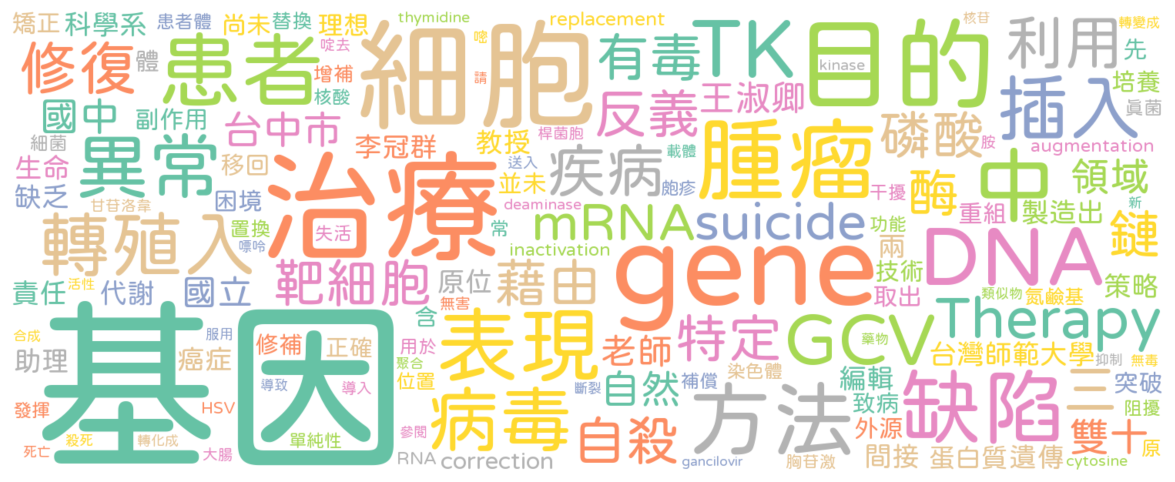 矯正 科學系 患者體 尚未 替換 理想 thymidine replacement 核苷 轉變成
修復 體 患者 啶去 增補 核酸 細胞 嘧 請 有毒 TK kinase 目的 利用 先
國中 副作用 台中市 反義 王淑卿 插入 培養 眞菌
細菌 移回 李冠群 教授 桿菌胞 載體 腫瘤 磷酸 胺 augmentation
生命 異常 治療 送入 疾病 皰疹 干擾 酶 中 領域
缺乏 甘苷洛韋 困境 並未 deaminase mRNA suicide 功能 重組 製造出 新
轉殖入 置換 失活 嘌呤 常 inactivation gene 兩 DNA 鏈
責任 活性 代謝 國立 靶細胞 原位 無害 藉由 技術 取出 類似物 氮鹼基 策略
基因 合成 服用 含 表現 特定 GCV Therapy
助理 癌症 修補 正確 用於 聚合 老師 藥物 台灣師範大學 抑制 無毒
發揮 HSV 導致 導入 位置 病毒 斷裂 自然 補償 染色體 方法 編輯 致病 缺陷 三 突破
死亡 殺死 轉化成 單純性 參閱 自殺 外源 雙十 阻擾
大腸 RNA correction gancilovir 胸苷激 間接 蛋白質 遺傳 cytosine 原